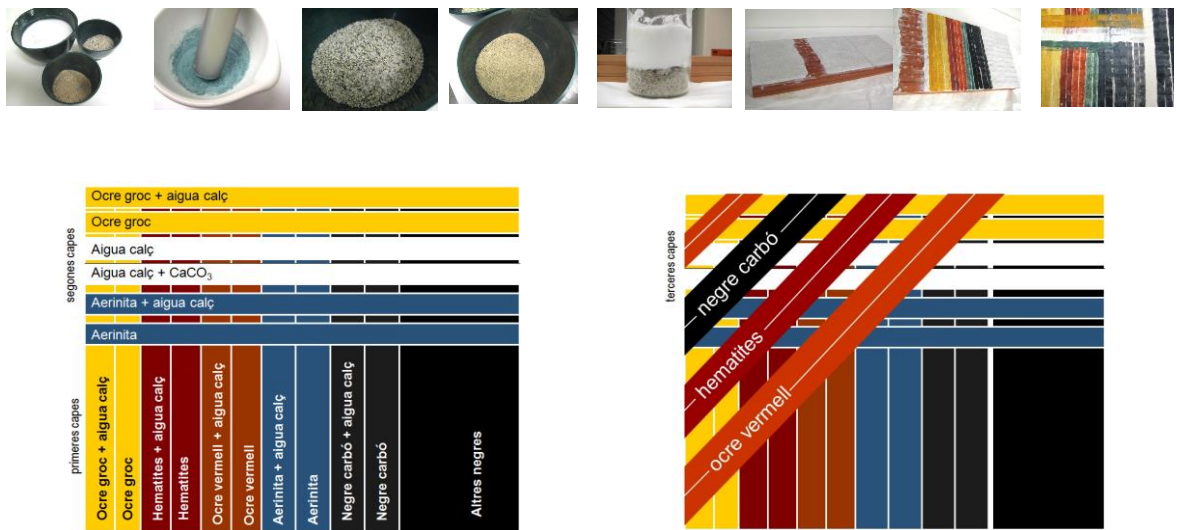 Ocre groc + aigua calç
Ocre groc
Aigua calç
Aigua calç + CaCO₃
Aerinita + aigua calç
Aerinita
segones capes
primeres capes
Ocre groc + aigua calç
Ocre groc
Hematites + aigua calç
Hematites
Ocre vermell + aigua calç
Ocre vermell
Aerinita + aigua calç
Aerinita
Negre carbó + aigua calç
Negre carbó
Altres negres
terceres capes
negre carbó
hematites
ocre vermell